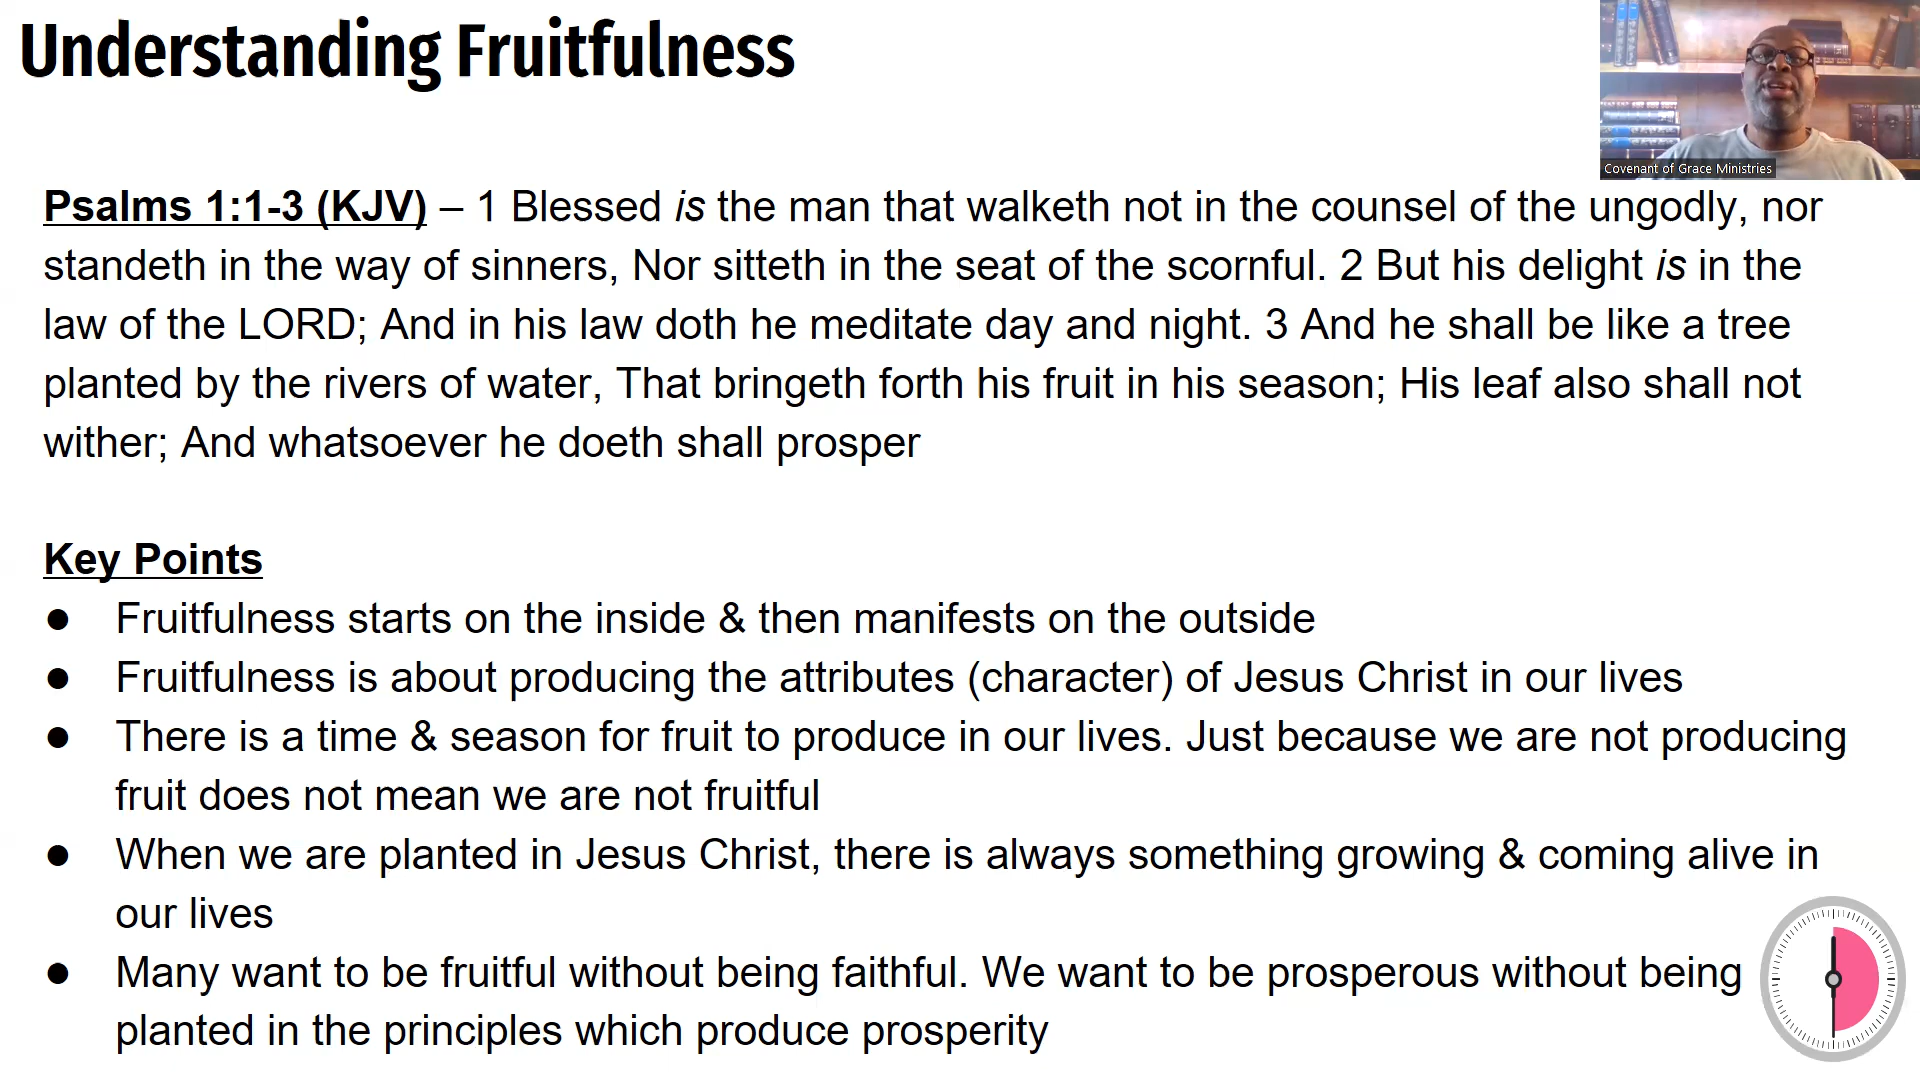 Understanding Fruitfulness
Covenant of Grace Ministries
Psalms 1:1-3 (KJV) – 1 Blessed is the man that walketh not in the counsel of the ungodly, nor
standeth in the way of sinners, Nor sitteth in the seat of the scornful. 2 But his delight is in the
law of the LORD; And in his law doth he meditate day and night. 3 And he shall be like a tree
planted by the rivers of water, That bringeth forth his fruit in his season; His leaf also shall not
wither; And whatsoever he doeth shall prosper
Key Points
● Fruitfulness starts on the inside & then manifests on the outside
● Fruitfulness is about producing the attributes (character) of Jesus Christ in our lives
● There is a time & season for fruit to produce in our lives. Just because we are not producing
fruit does not mean we are not fruitful
● When we are planted in Jesus Christ, there is always something growing & coming alive in
our lives
● Many want to be fruitful without being faithful. We want to be prosperous without being
planted in the principles which produce prosperity